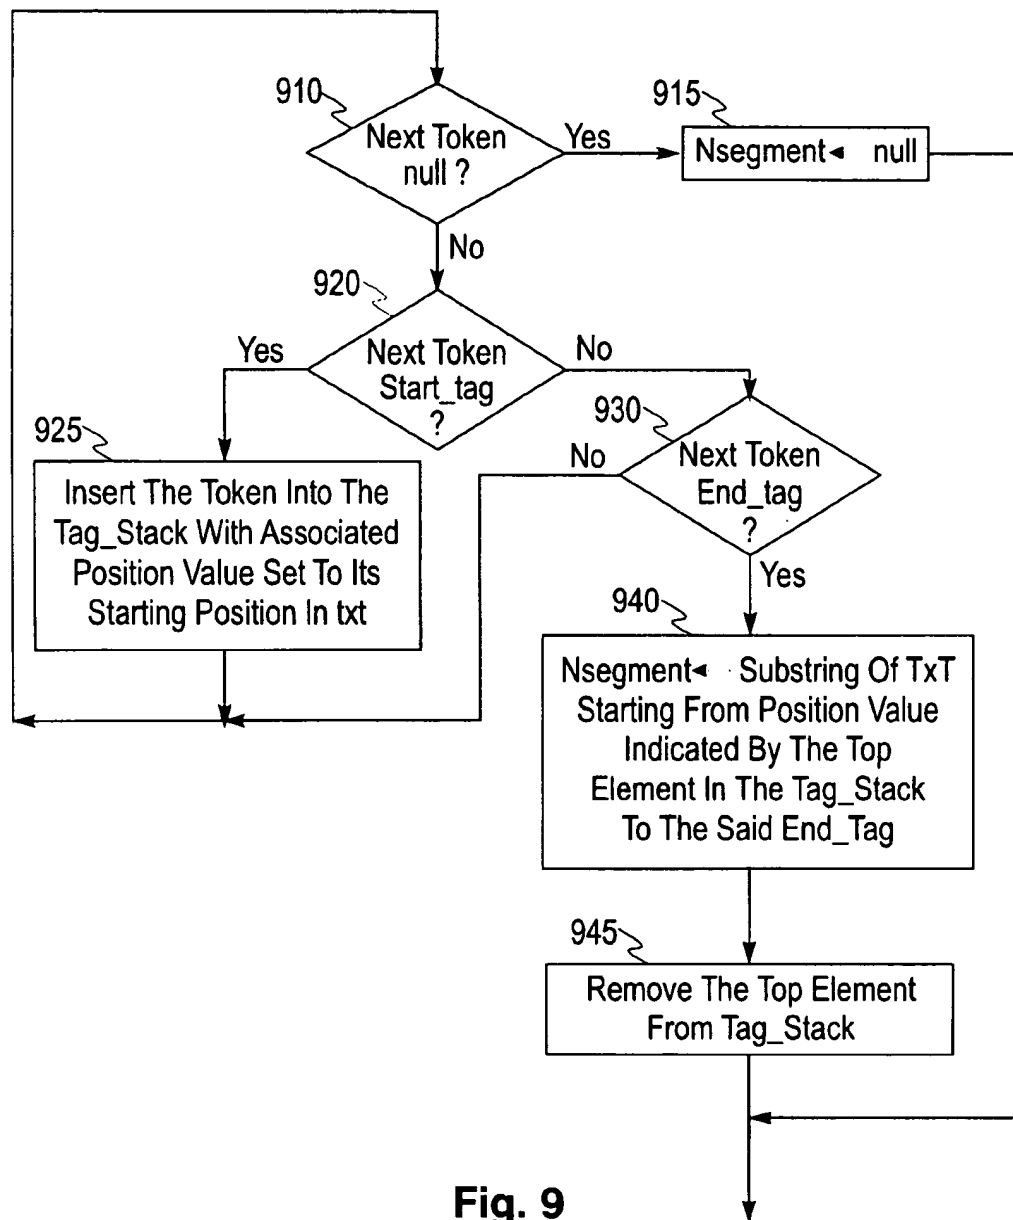 910
Next Token
null ?
Yes
915
Nsegment◄ null
No
920
Next Token
Start_tag
?
Yes
No
925
Insert The Token Into The
Tag_Stack With Associated
Position Value Set To Its
Starting Position In txt
930
Next Token
End_tag
?
No
Yes
940
Nsegment◄ Substring Of TxT
Starting From Position Value
Indicated By The Top
Element In The Tag_Stack
To The Said End_Tag
945
Remove The Top Element
From Tag_Stack
Fig. 9